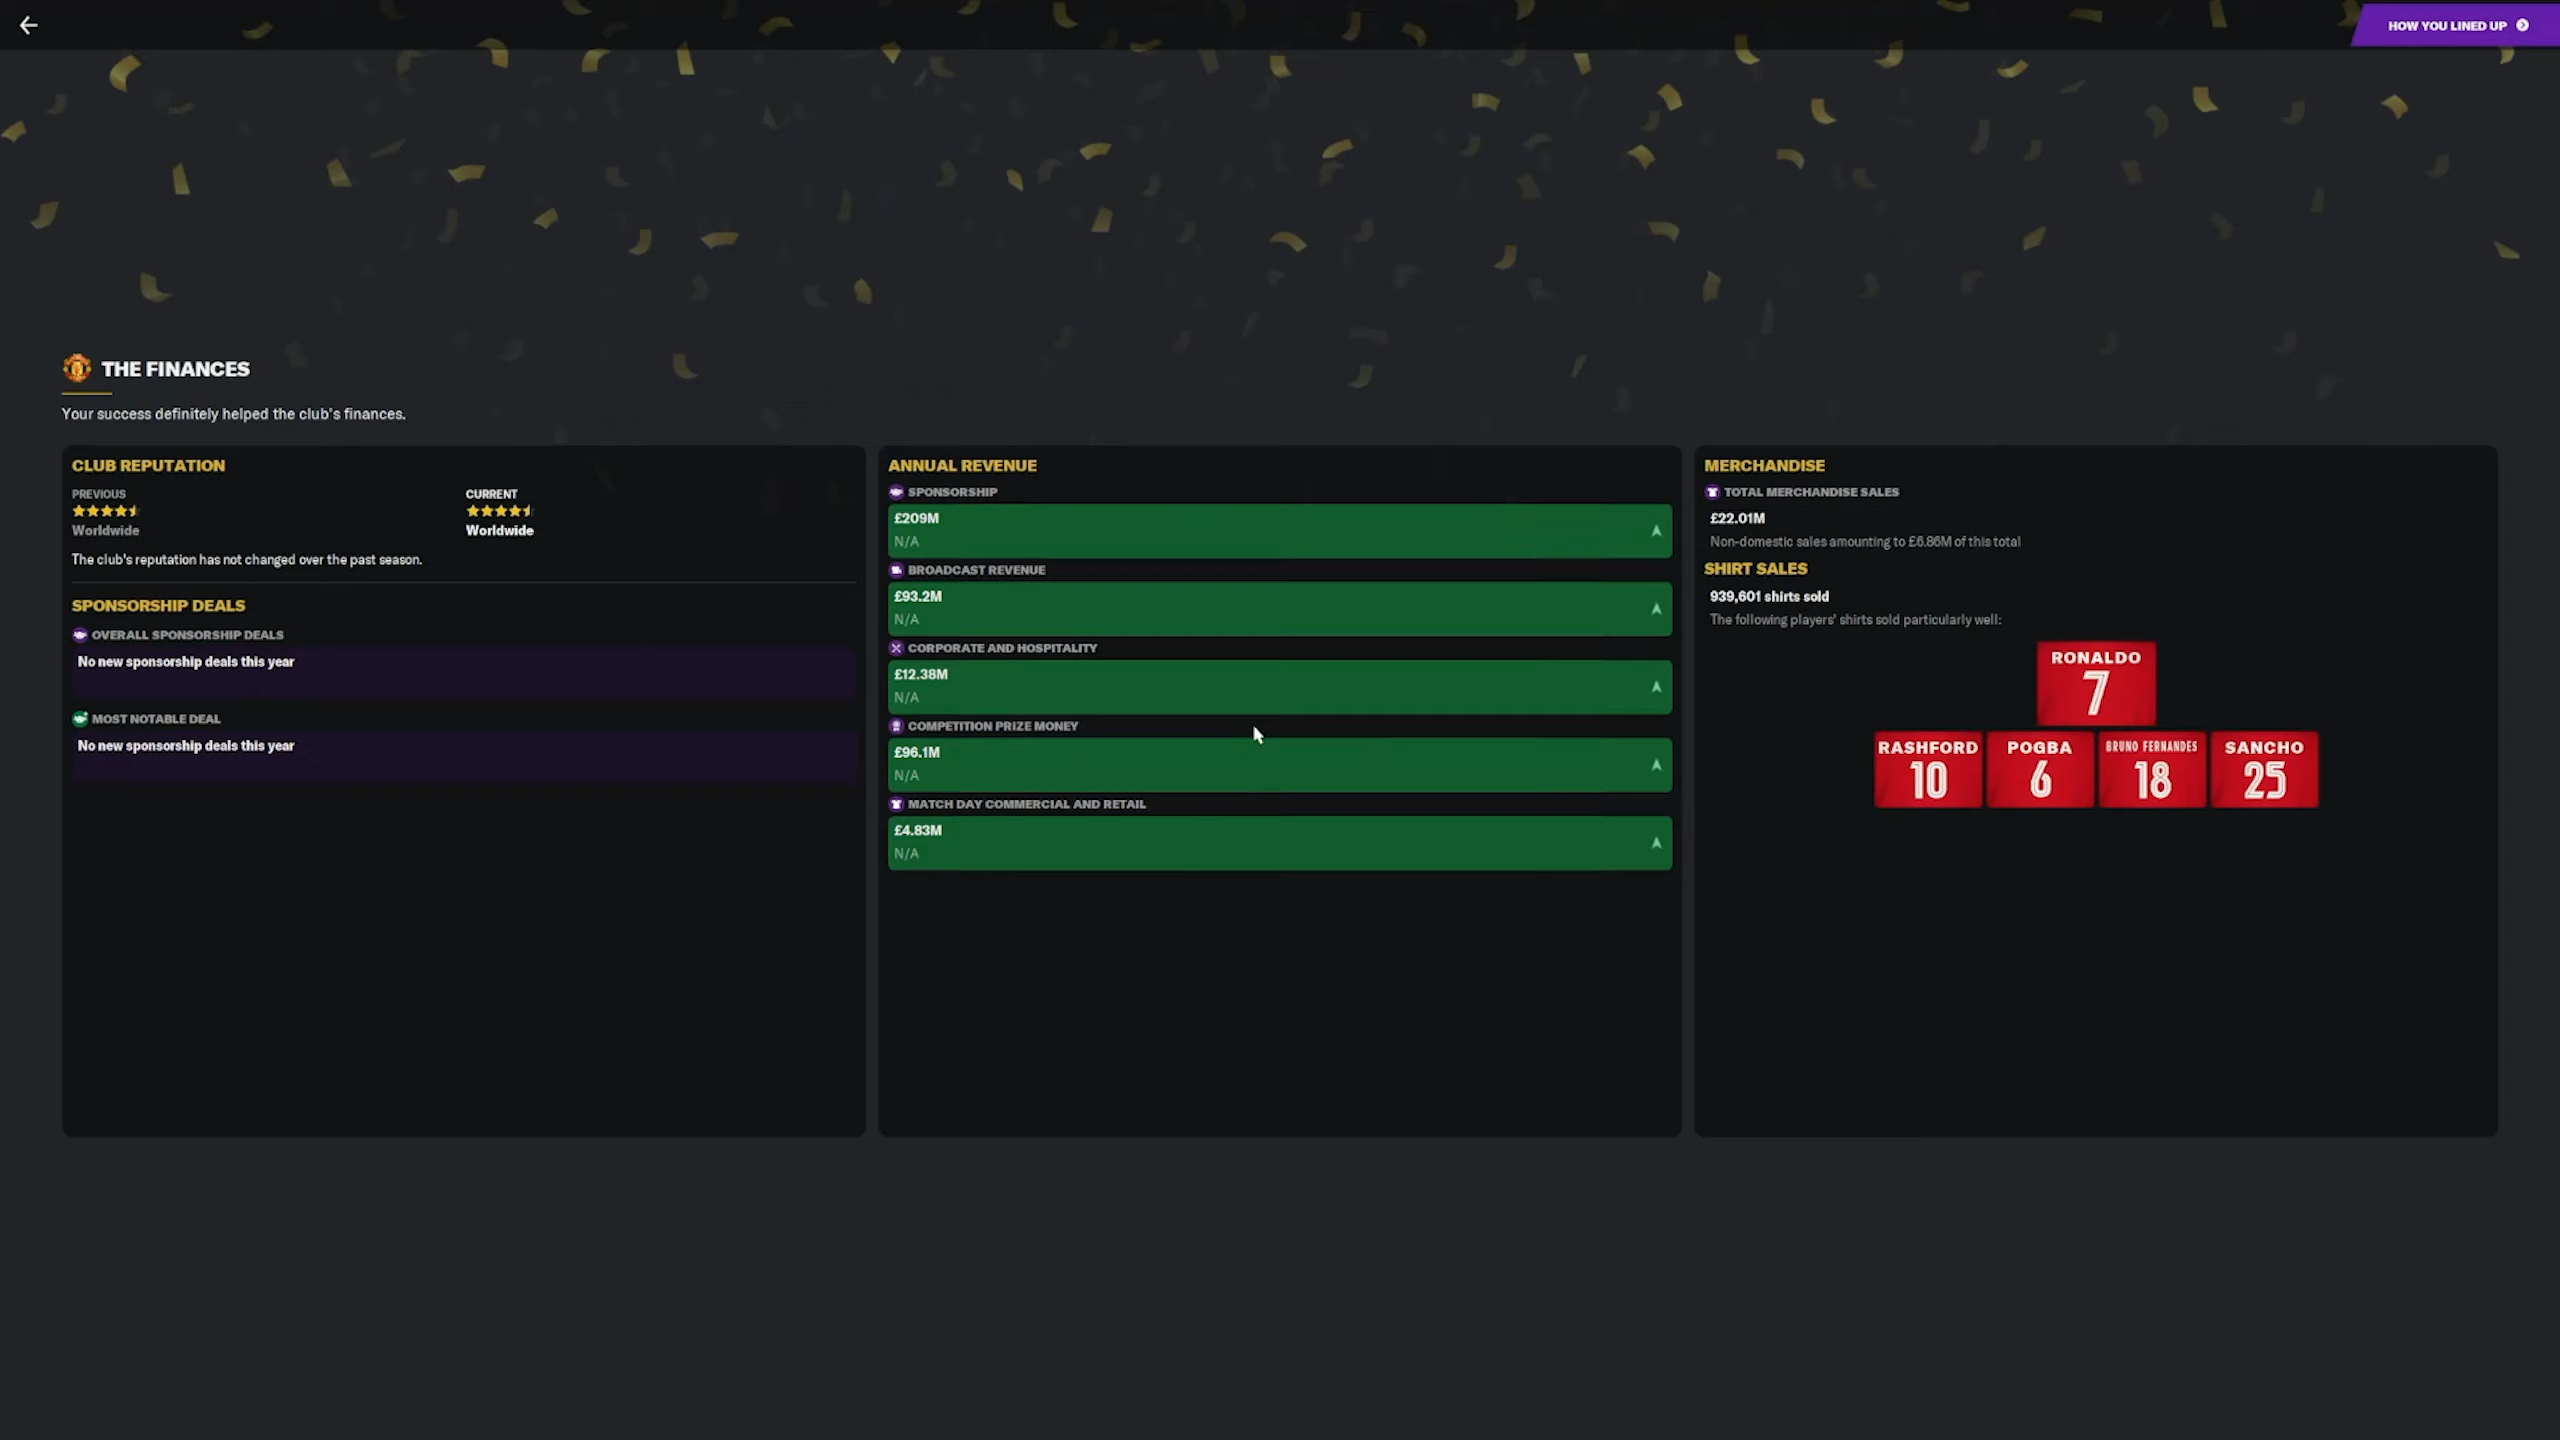 HOW YOU LINED UP
THE FINANCES
Your success definitely helped the club's finances.
CLUB REPUTATION
PREVIOUS
CURRENT
Worldwide
Worldwide
The club's reputation has not changed over the past season.
SPONSORSHIP DEALS
OVERALL SPONSORSHIP DEALS
No new sponsorship deals this year
MOST NOTABLE DEAL
No new sponsorship deals this year
ANNUAL REVENUE
SPONSORSHIP
£209M
N/A
BROADCAST REVENUE
£93.2M
N/A
CORPORATE AND HOSPITALITY
£12.38M
N/A
COMPETITION PRIZE MONEY
£96.1M
N/A
MATCH DAY COMMERCIAL AND RETAIL
£4.83M
N/A
MERCHANDISE
TOTAL MERCHANDISE SALES
£22.01M
Non-domestic sales amounting to £6.86M of this total
SHIRT SALES
939,601 shirts sold
The following players' shirts sold particularly well:
RONALDO
7
RASHFORD
10
POGBA
6
BRUNO FERNANDES
18
SANCHO
25